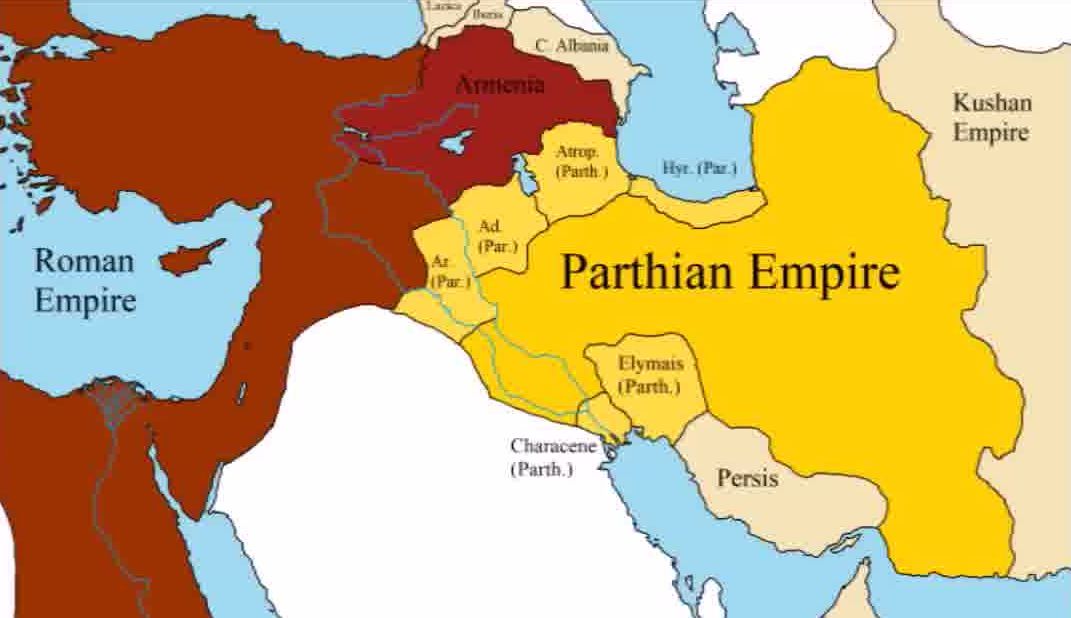 Lazica
Iberia
C. Albania
Armenia
Kushan
Empire
Atrop.
(Parth.)
Hyr. (Par.)
Ad.
(Par.)
Roman
Empire
Ar.
(Par.)
Parthian Empire
Elymais
(Parth.)
Characene
(Parth.)
Persis